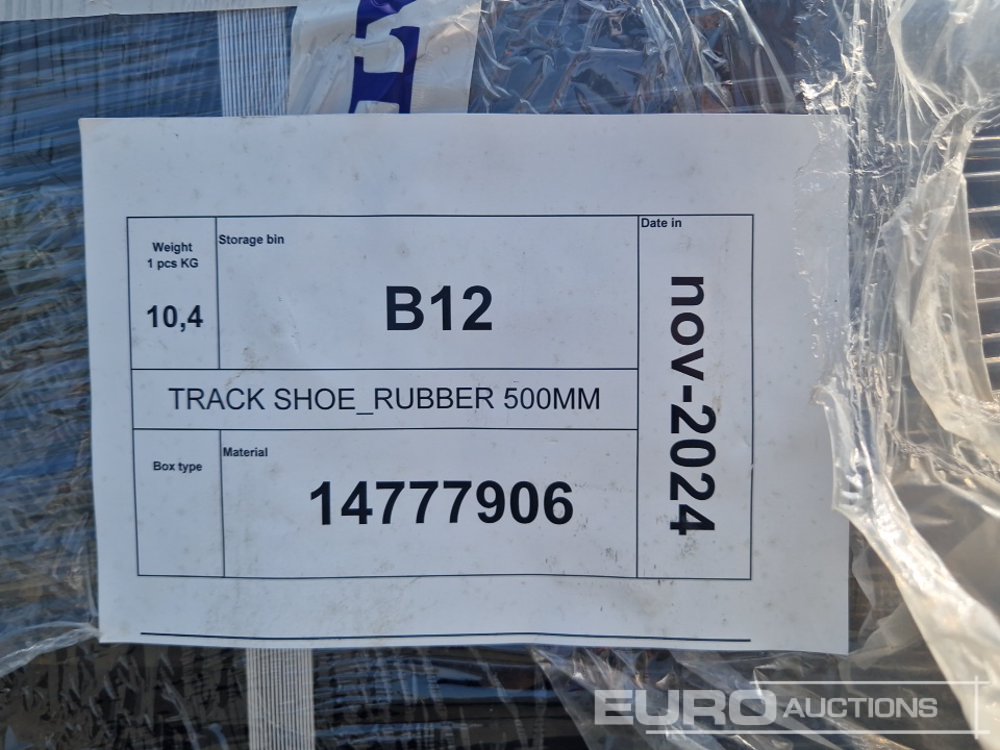 Weight
1 pcs KG
10,4
Storage bin
B12
Date in
nov-2024
TRACK SHOE_RUBBER 500MM
Box type
Material
14777906
EURO AUCTIONS